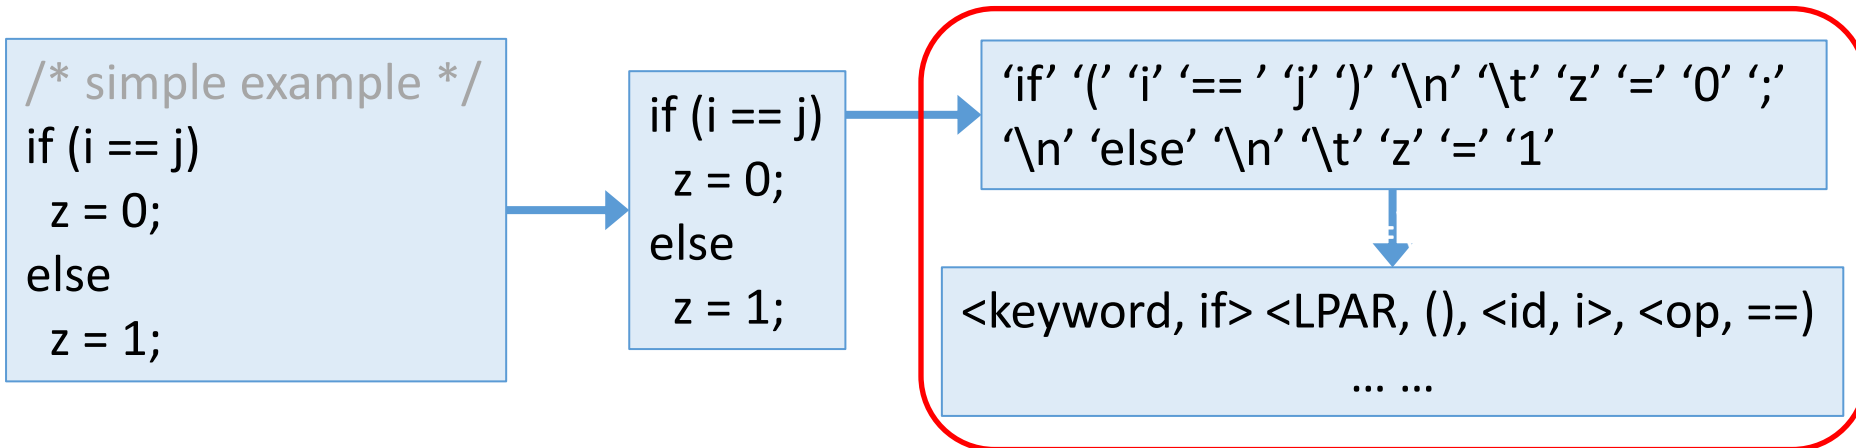 /* simple example */
if (i == j)
  z = 0;
else
  z = 1;
if (i == j)
  z = 0;
else
  z = 1;
‘if’ ‘(’ ‘i’ ‘== ’ ‘j’ ‘)’ ‘\n’ ‘\t’ ‘z’ ‘=’ ‘0’ ‘;’
‘\n’ ‘else’ ‘\n’ ‘\t’ ‘z’ ‘=’ ‘1’
<keyword, if> <LPAR, (), <id, i>, <op, ==)
... ...